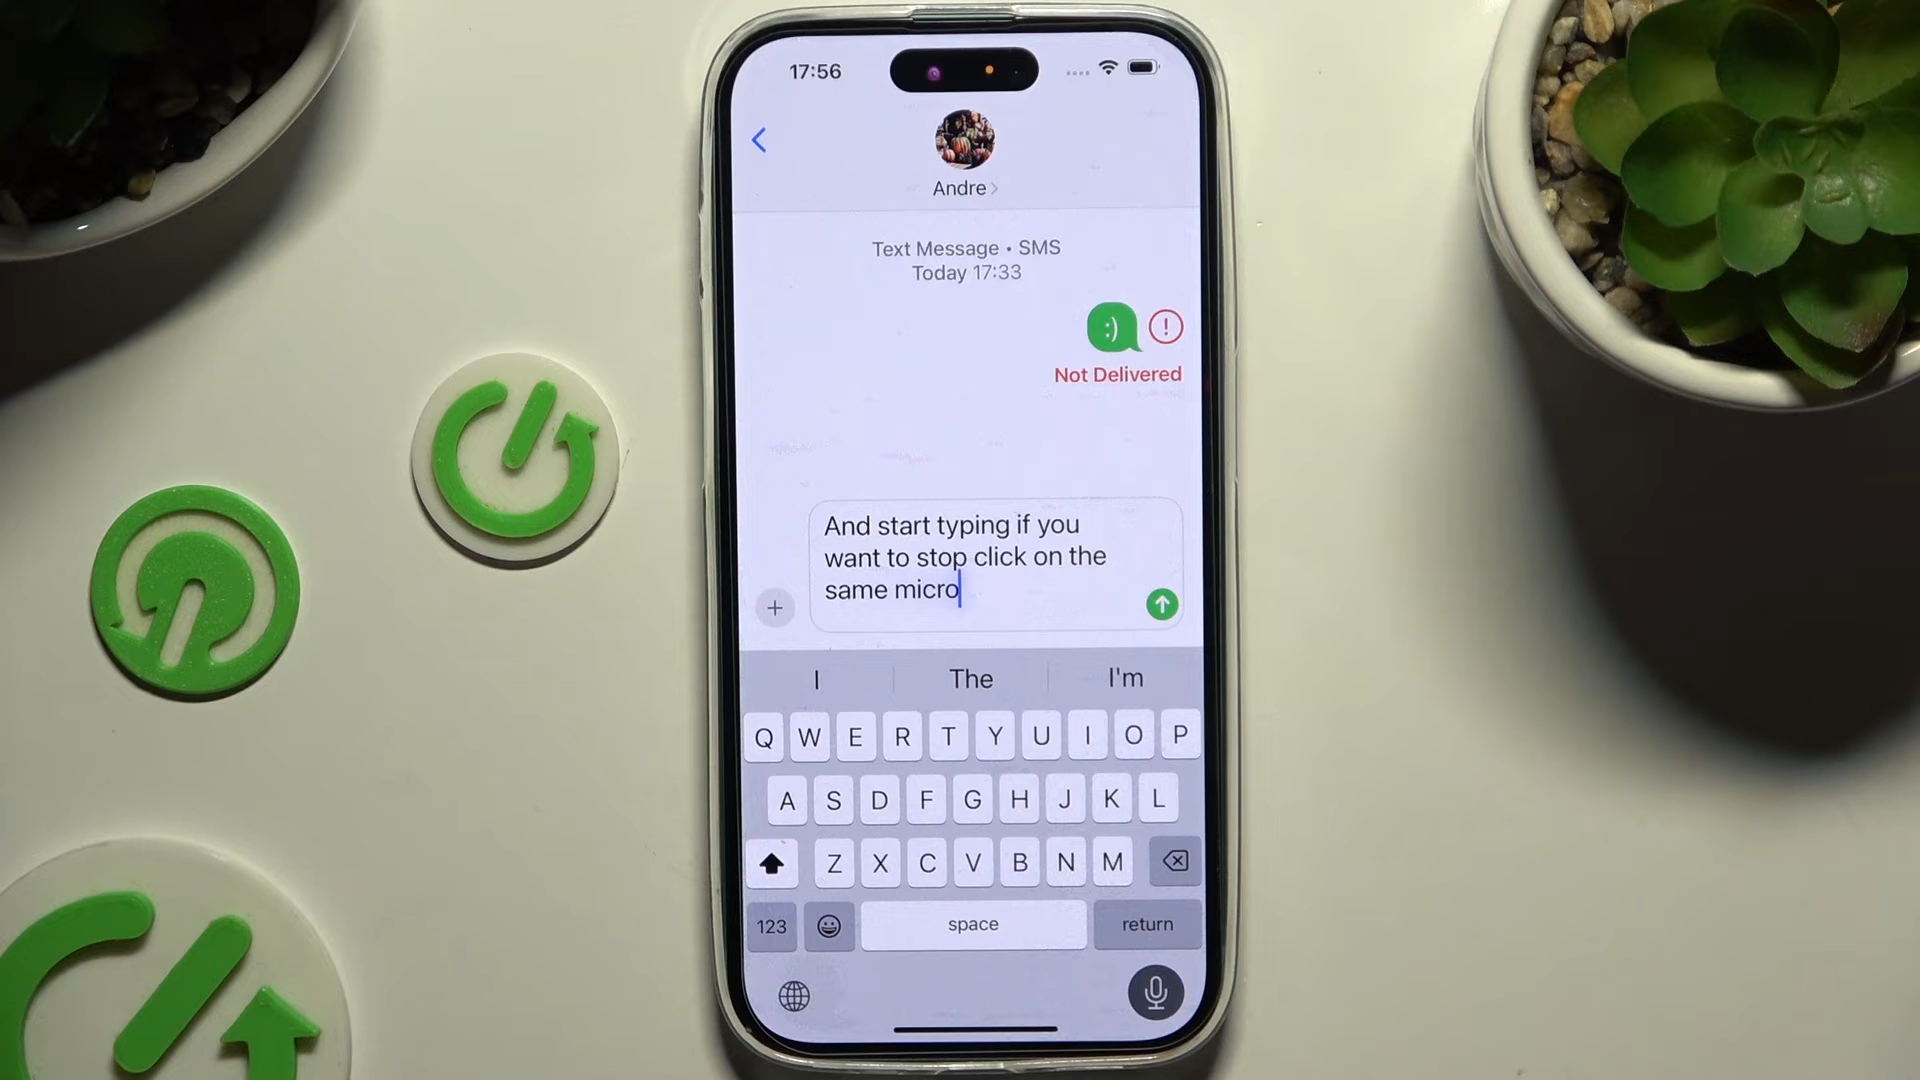 17:56
Andre
Text Message • SMS
Today 17:33
:)
!
Not Delivered
And start typing if you
want to stop click on the
same micro
I The I'm
Q W E R T Y U I O P
A S D F G H J K L
Z X C V B N M
123 space return